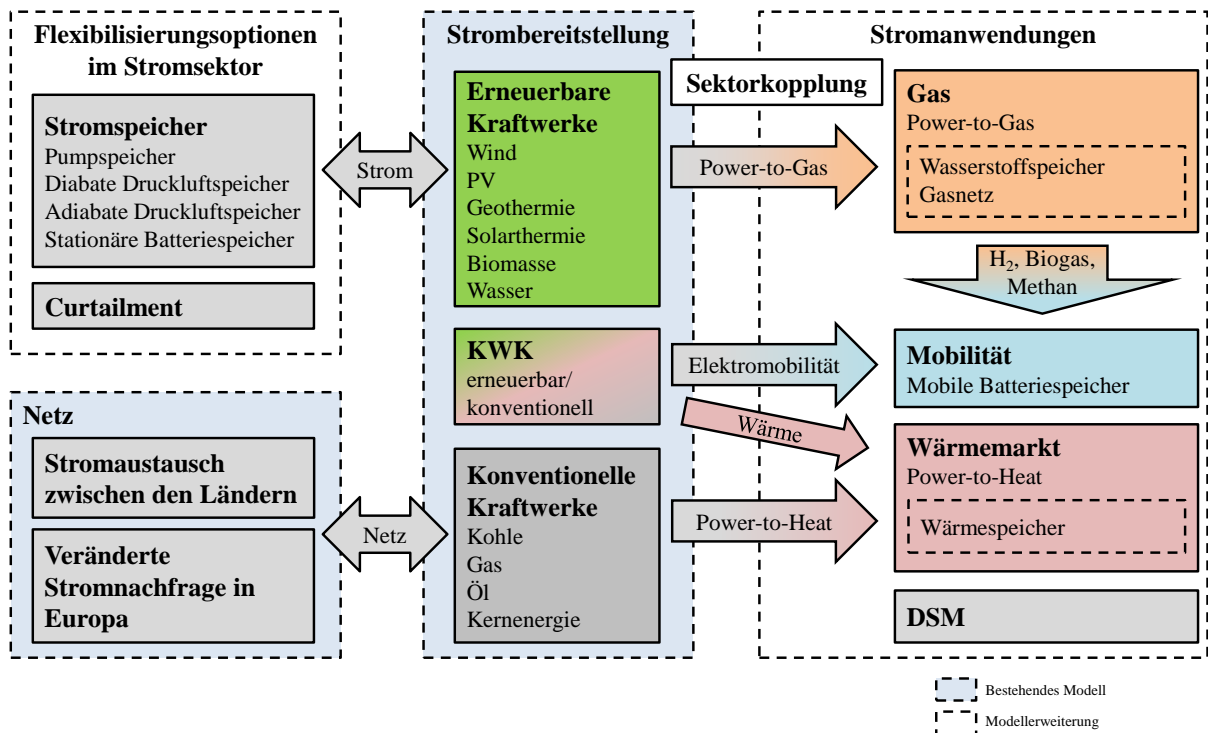 Flexibilisierungsoptionen
im Stromsektor
Stromspeicher
Pumpspeicher
Diabate Druckluftspeicher
Adiabate Druckluftspeicher
Stationäre Batteriespeicher
Curtailment
Netz
Stromaustausch
zwischen den Ländern
Veränderte
Stromnachfrage in
Europa
Strom
Netz
Strombereitstellung
Erneuerbare
Kraftwerke
Wind
PV
Geothermie
Solarthermie
Biomasse
Wasser
KWK
erneuerbar/
konventionell
Konventionelle
Kraftwerke
Kohle
Gas
Öl
Kernenergie
Sektorkopplung
Power-to-Gas
Elektromobilität
Wärme
Power-to-Heat
Stromanwendungen
Gas
Power-to-Gas
Wasserstoffspeicher
Gasnetz
H₂, Biogas,
Methan
Mobilität
Mobile Batteriespeicher
Wärmemarkt
Power-to-Heat
Wärmespeicher
DSM
Bestehendes Modell
Modellerweiterung